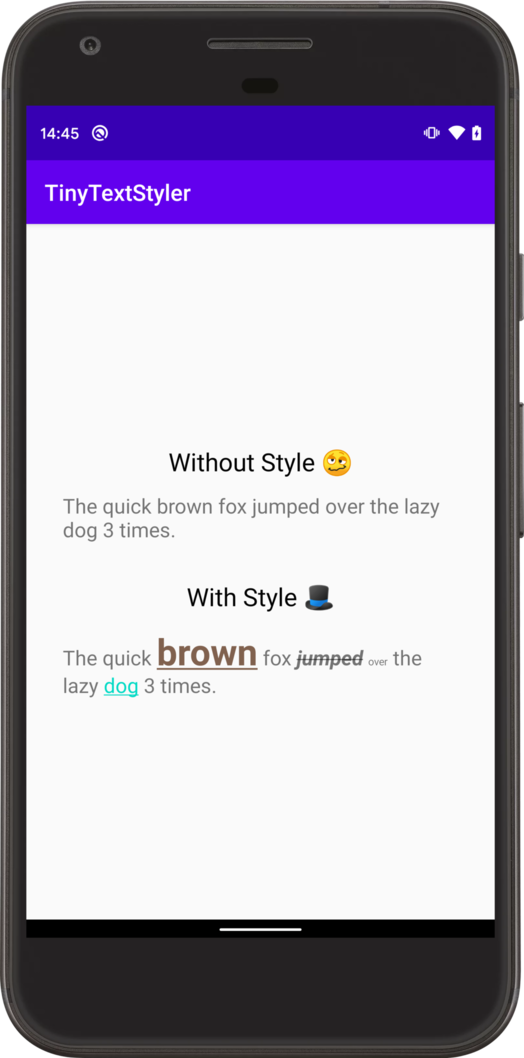 14:45
TinyTextStyler
Without Style 🥴
The quick brown fox jumped over the lazy
dog 3 times.
With Style 🎩
The quick brown fox jumped over the
lazy dog 3 times.